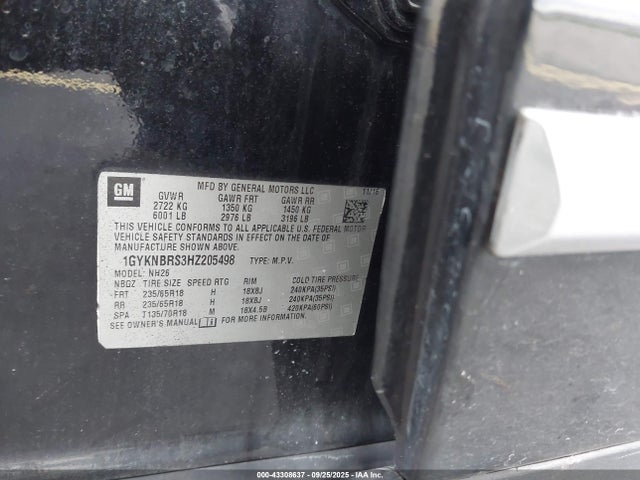 GM
MFD BY GENERAL MOTORS LLC 11/16
GVWR GAWR FRT GAWR RR
2722 KG 1350 KG 1450 KG
6001 LB 2976 LB 3196 LB
THIS VEHICLE CONFORMS TO ALL APPLICABLE U.S. FEDERAL MOTOR
VEHICLE SAFETY STANDARDS IN EFFECT ON THE DATE OF
MANUFACTURE SHOWN ABOVE.
1GYKNBRS3HZ205498 TYPE: M.P.V.
MODEL: NH26
NBGZ TIRE SIZE SPEED RTG RIM COLD TIRE PRESSURE
FRT 235/65R18 H 18X8J 240KPA(35PSI)
RR 235/65R18 H 18X8J 240KPA(35PSI)
SPA T135/70R18 M 18X4.5B 420KPA(60PSI)
SEE OWNER'S MANUAL FOR MORE INFORMATION.
000-43308637 - 09/25/2025 - IAAI.CA